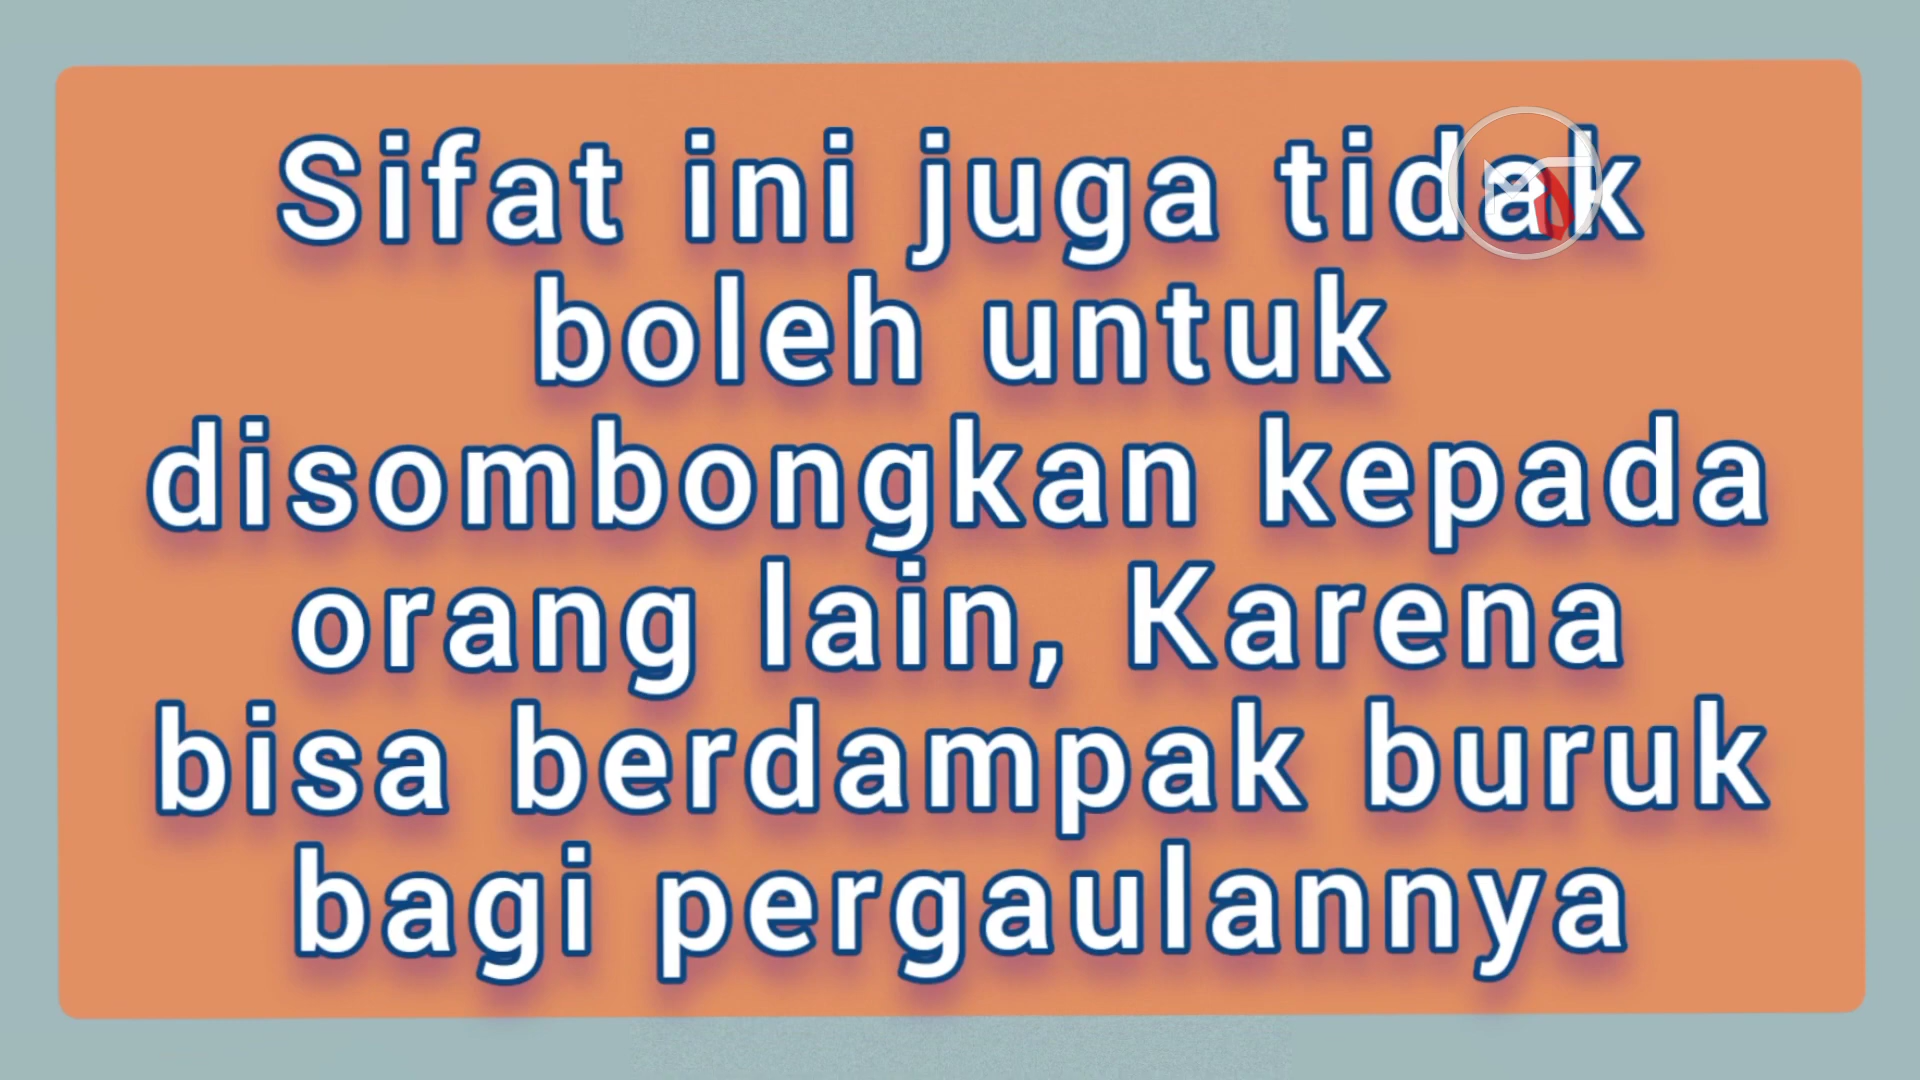 Sifat ini juga tidak
boleh untuk
disombongkan kepada
orang lain, Karena
bisa berdampak buruk
bagi pergaulannya